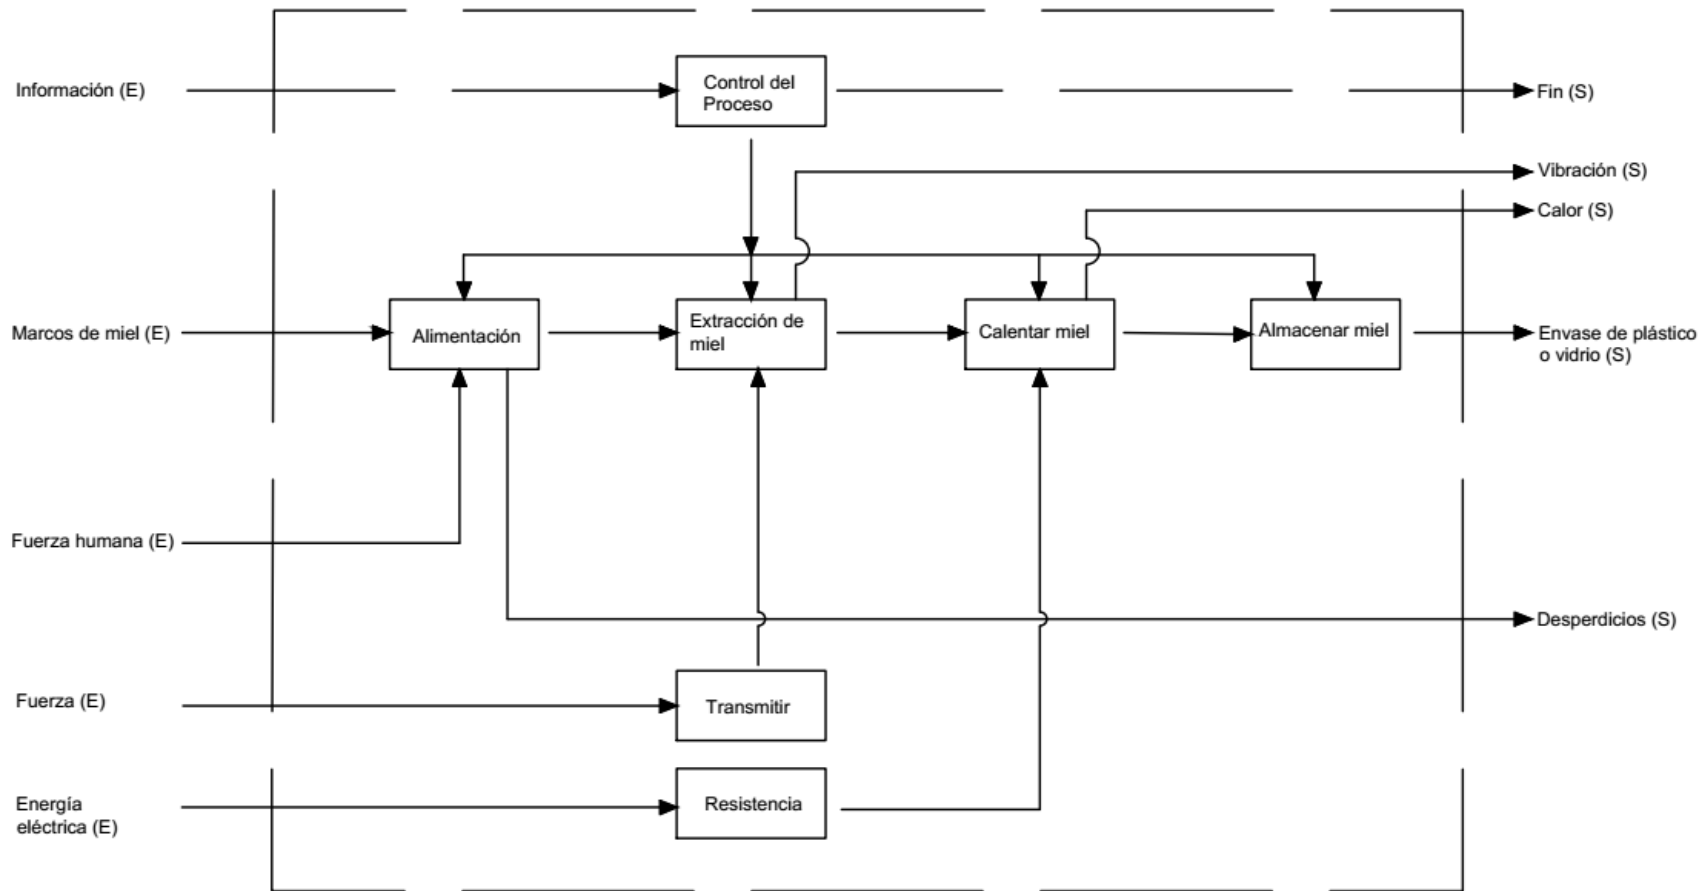 Información (E)
Control del
Proceso
Fin (S)
Vibración (S)
Calor (S)
Marcos de miel (E)
Alimentación
Extracción de
miel
Calentar miel
Almacenar miel
Envase de plástico
o vidrio (S)
Fuerza humana (E)
Desperdicios (S)
Fuerza (E)
Transmitir
Energía
eléctrica (E)
Resistencia